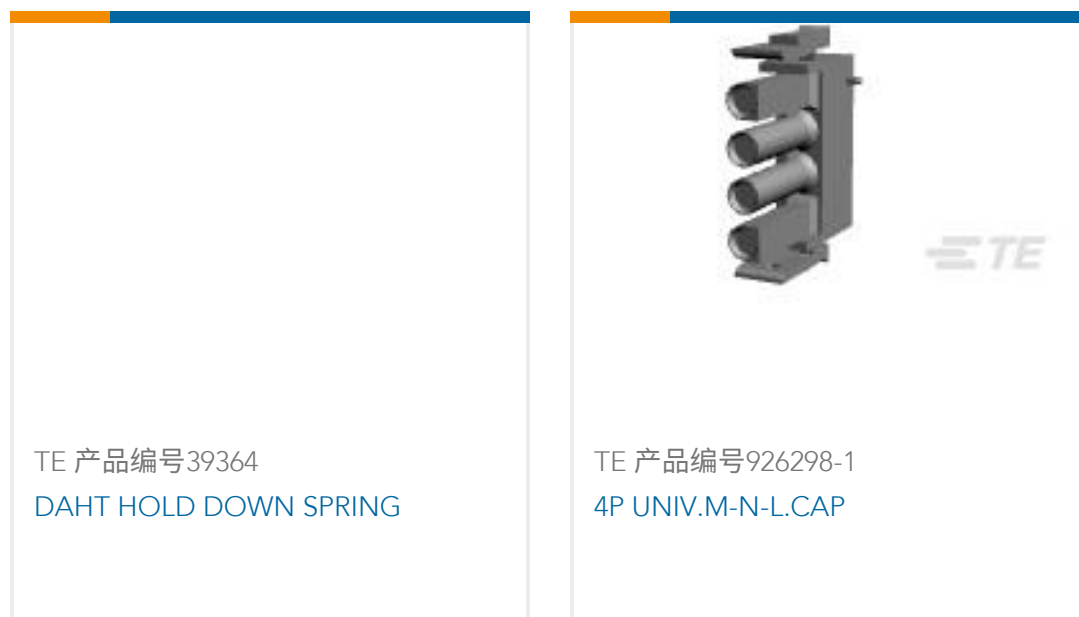 TE
TE 产品编号39364
DAHT HOLD DOWN SPRING
TE 产品编号926298-1
4P UNIV.M-N-L.CAP